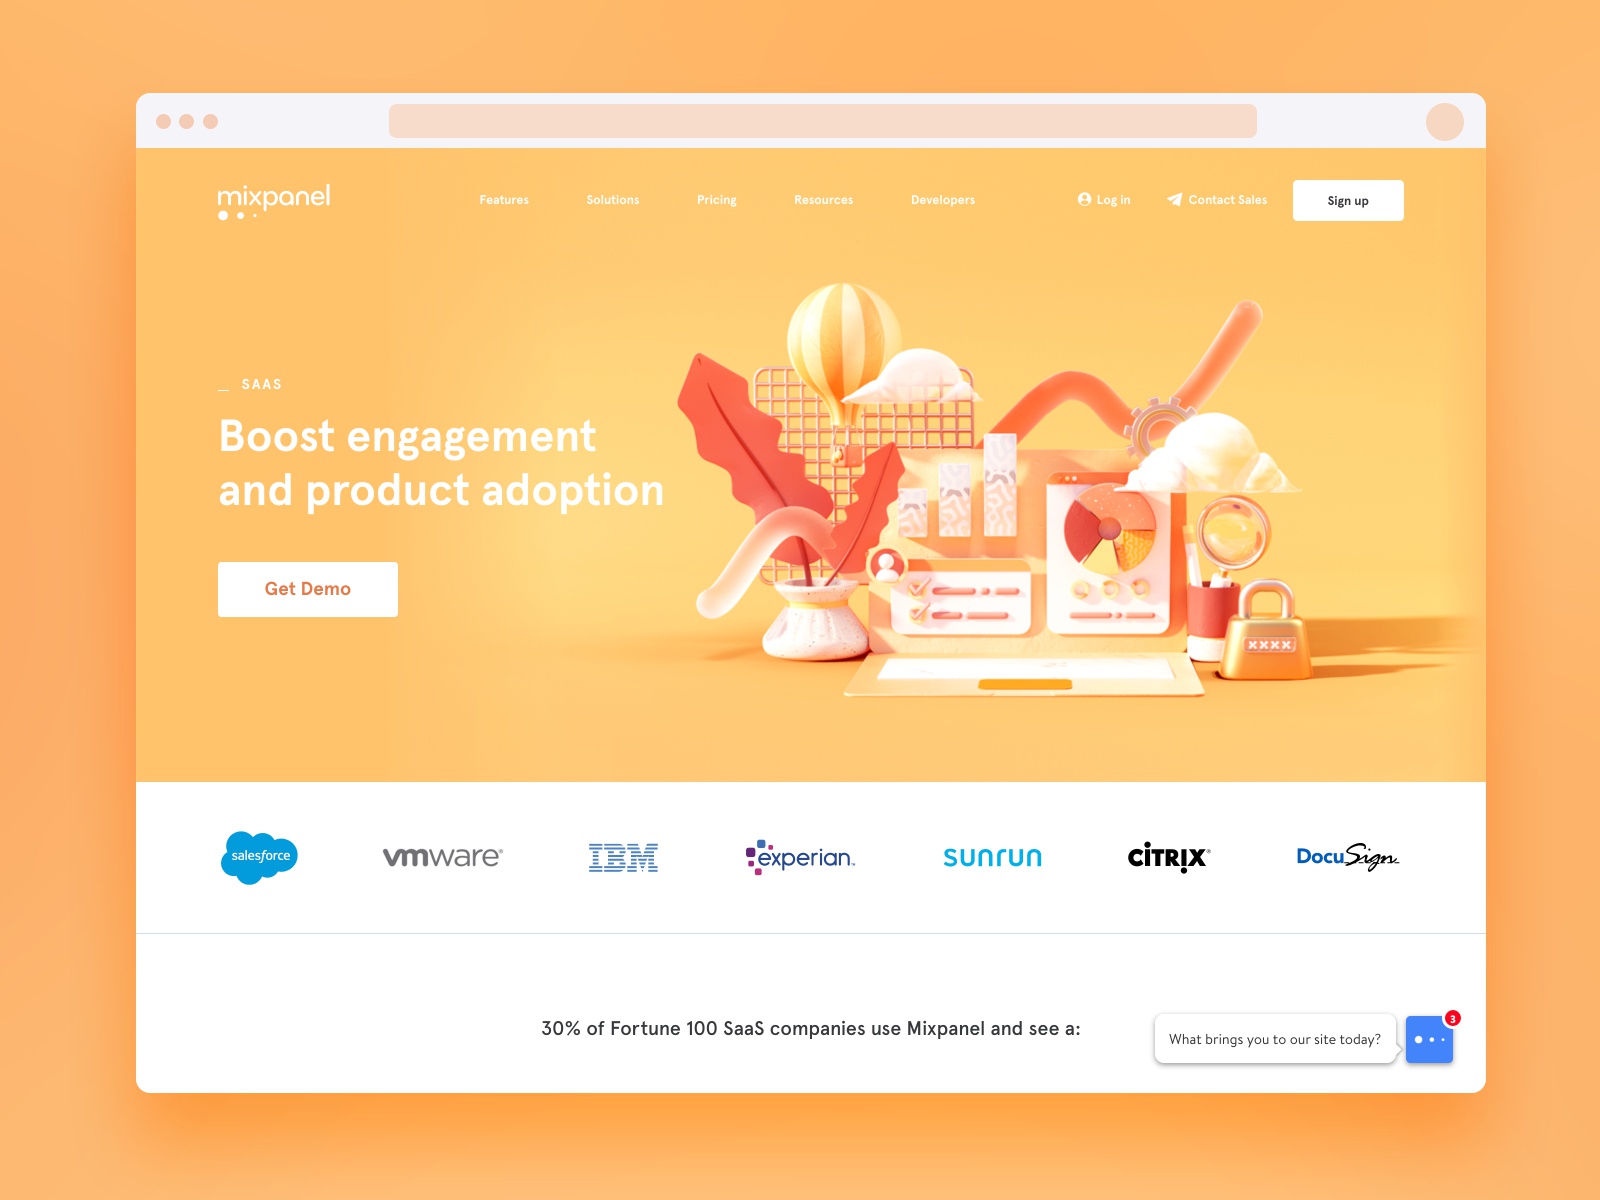 mixpanel
Features
Solutions
Pricing
Resources
Developers
Log in
Contact Sales
Sign up
_ SAAS
Boost engagement
and product adoption
Get Demo
xxxx
salesforce
vmware®
IBM
experian™
sunrun
CITRIX®
DocuSign
30% of Fortune 100 SaaS companies use Mixpanel and see a:
What brings you to our site today?
3